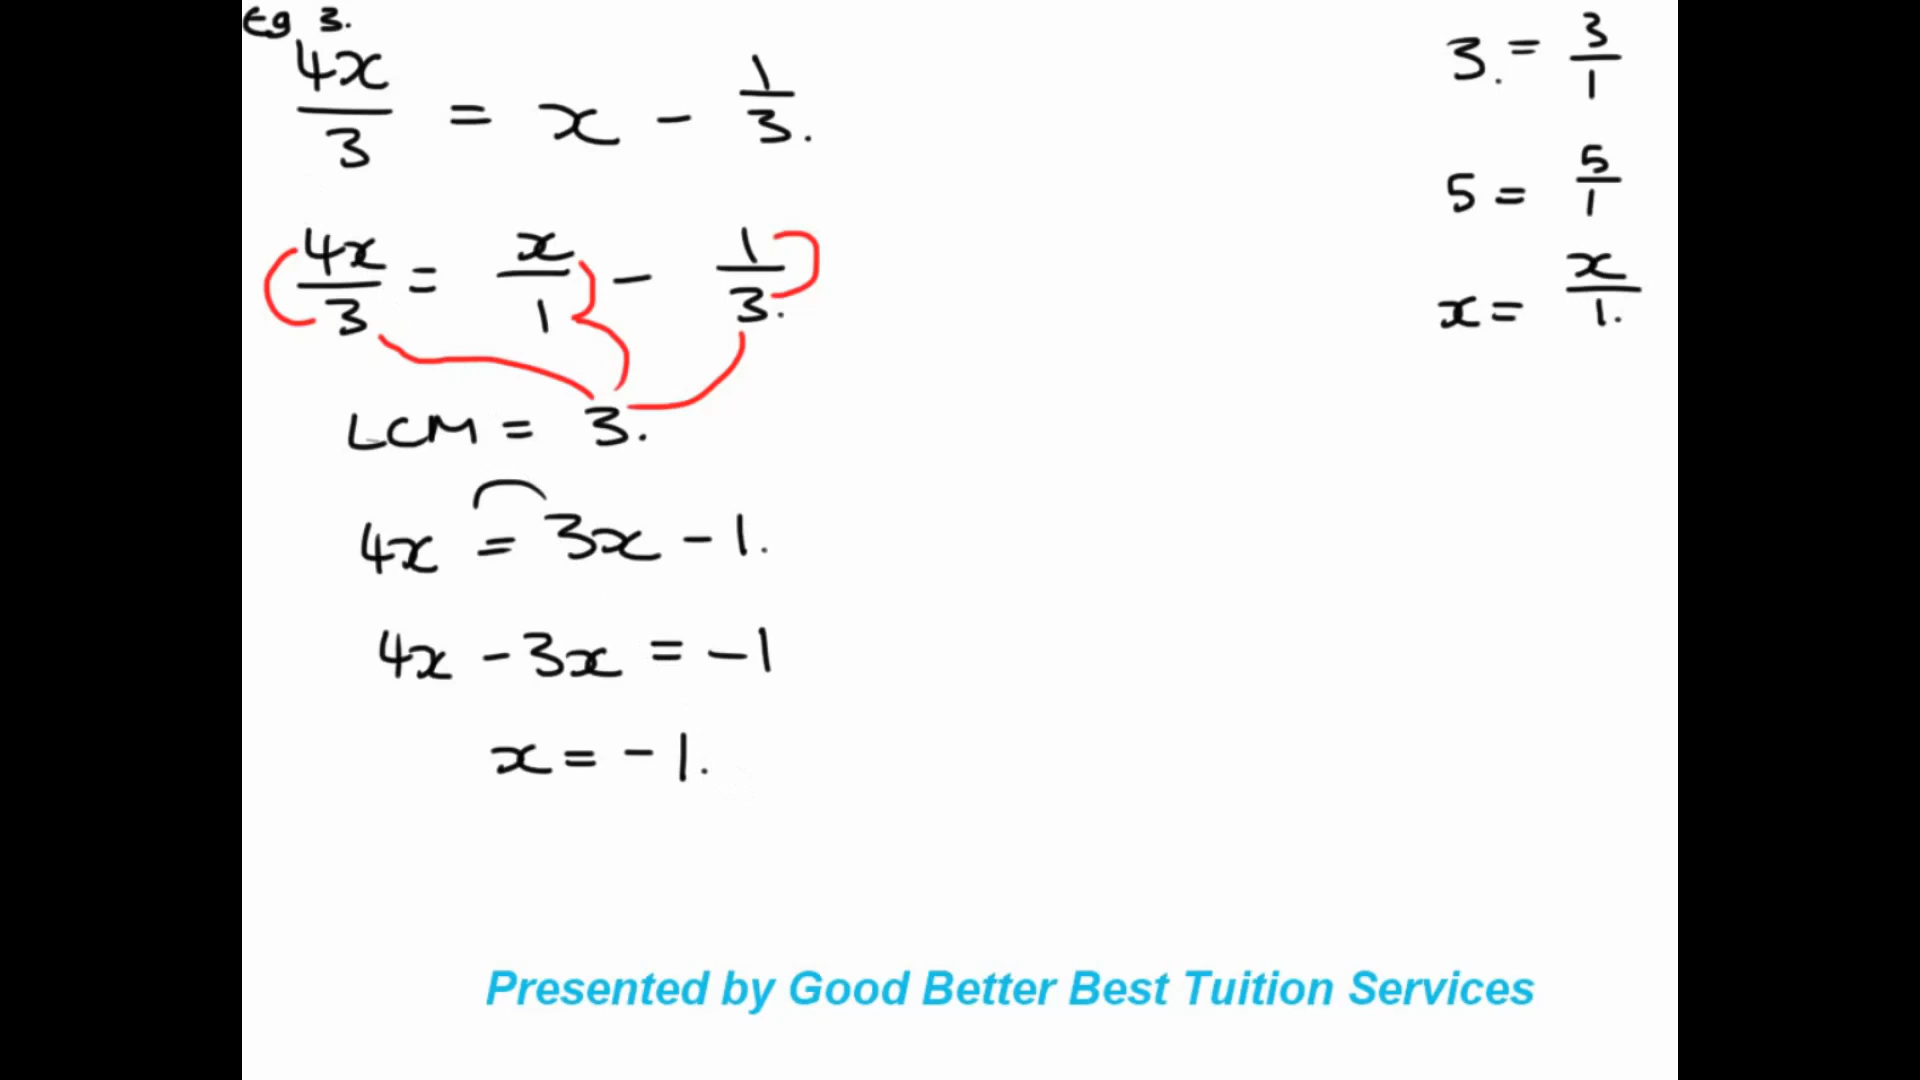 eg 3.
4x/3 = x - 1/3.
4x/3 = x/1 - 1/3.
LCM = 3.
4x = 3x - 1.
4x - 3x = -1
x = -1.
3. = 3/1
5 = 5/1
x = x/1.
Presented by Good Better Best Tuition Services